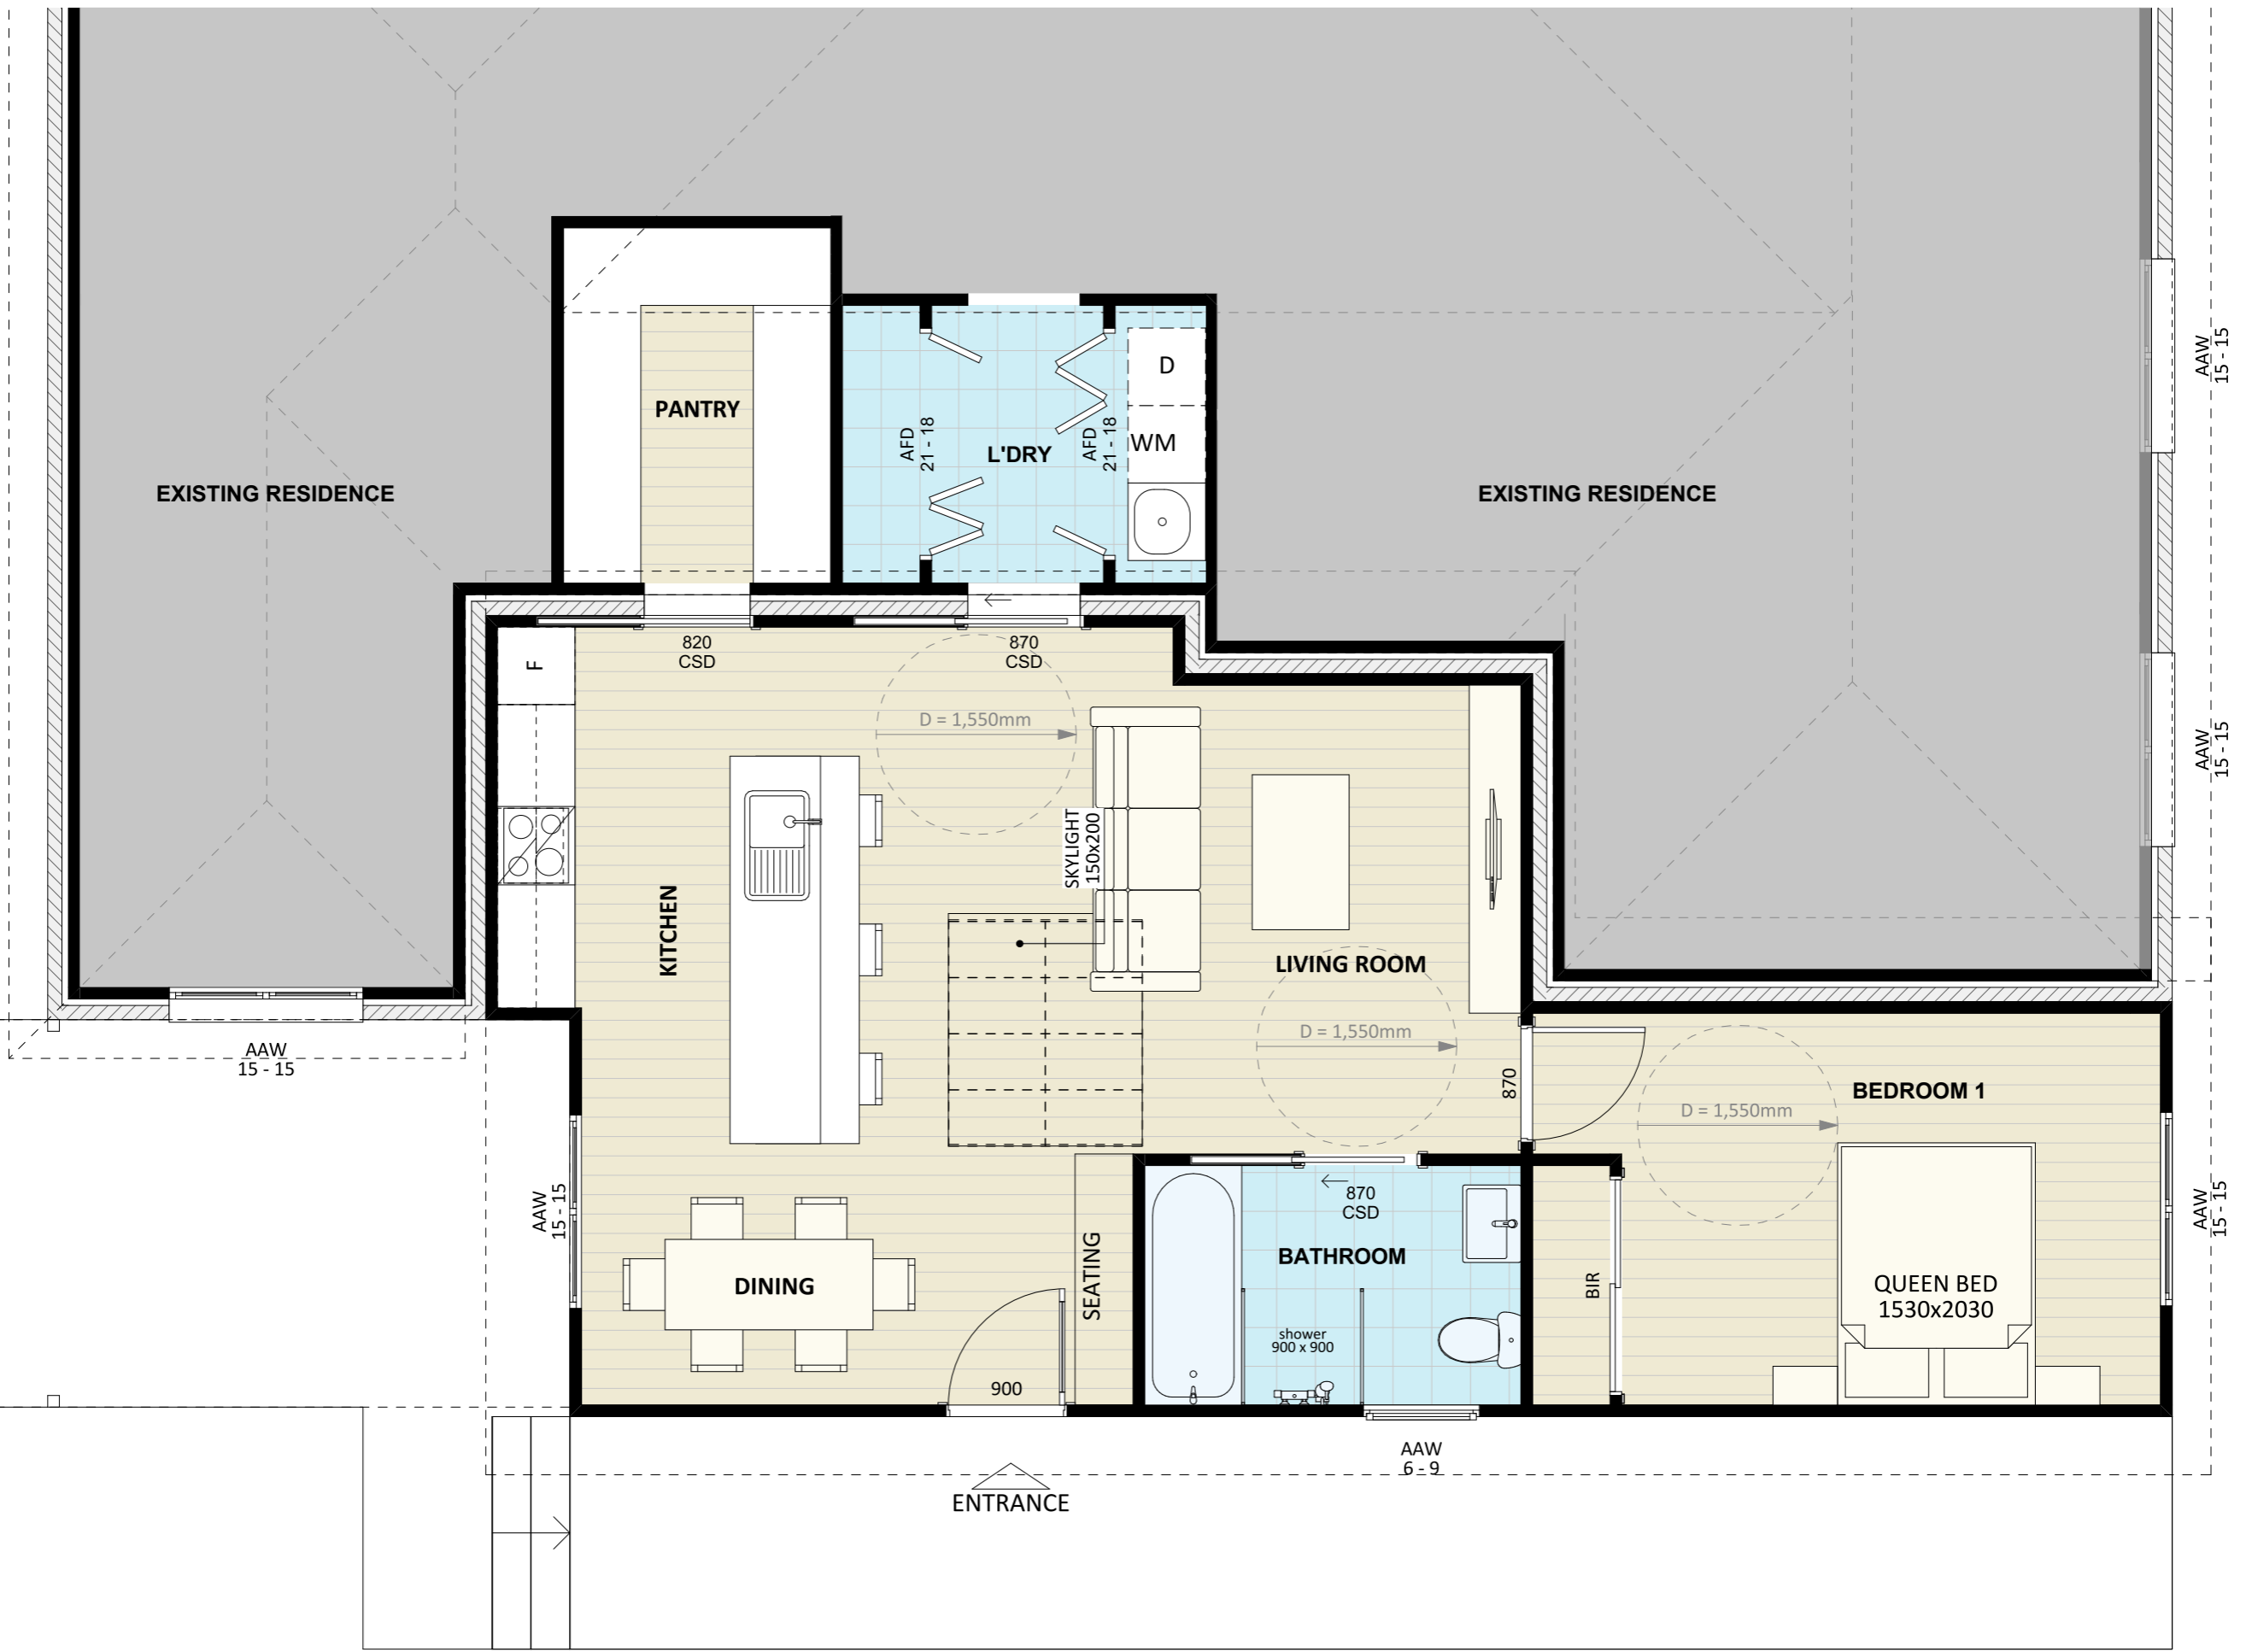 AAW
15 - 15
D
PANTRY
AFD
21 - 18
L'DRY
AFD
21 - 18
WM
EXISTING RESIDENCE
EXISTING RESIDENCE
820
CSD
870
CSD
F
D = 1,550mm
AAW
15 - 15
SKYLIGHT
150x200
KITCHEN
LIVING ROOM
D = 1,550mm
AAW
15 - 15
870
BEDROOM 1
D = 1,550mm
AAW
15 - 15
870
CSD
AAW
15 - 15
BATHROOM
SEATING
DINING
BIR
QUEEN BED
1530x2030
shower
900 x 900
900
AAW
6 - 9
ENTRANCE